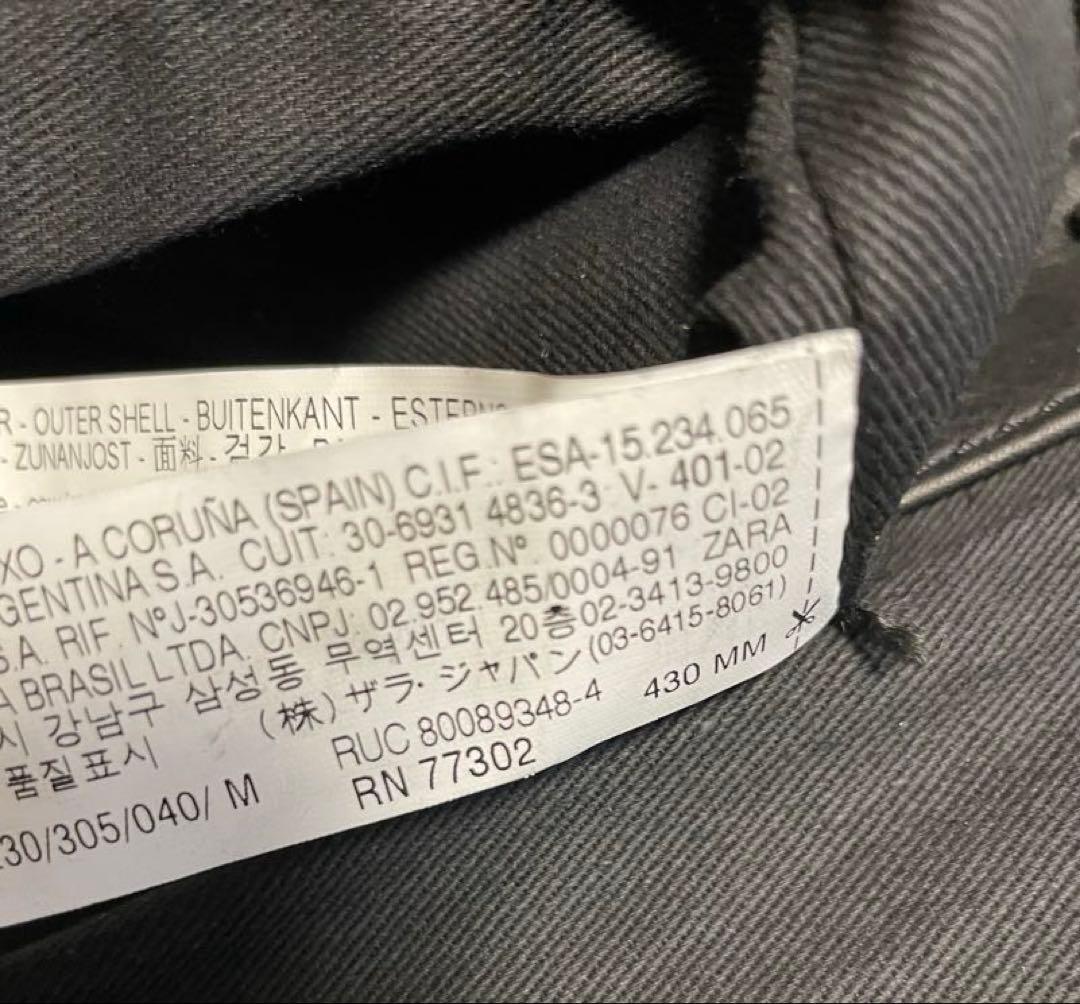 - OUTER SHELL - BUITENKANT -
- ZUNANJOST - 面料 - 겉감 -
XO - A CORUÑA (SPAIN) C.I.F.: ESA-15.234.065
GENTINA S.A. CUIT: 30-6931 4836-3 V- 401-02
S.A. RIF. NºJ-30536946-1 REG.Nº 0000076 CI-02
A BRASIL LTDA. CNPJ: 02.952.485/0004-91 ZARA
시 강남구 삼성동 무역센터 20층02-3413-9800
품질표시 (株)ザラ・ジャパン(03-6415-8061)
RUC 80089348-4 430 MM
30/305/040/ M RN 77302